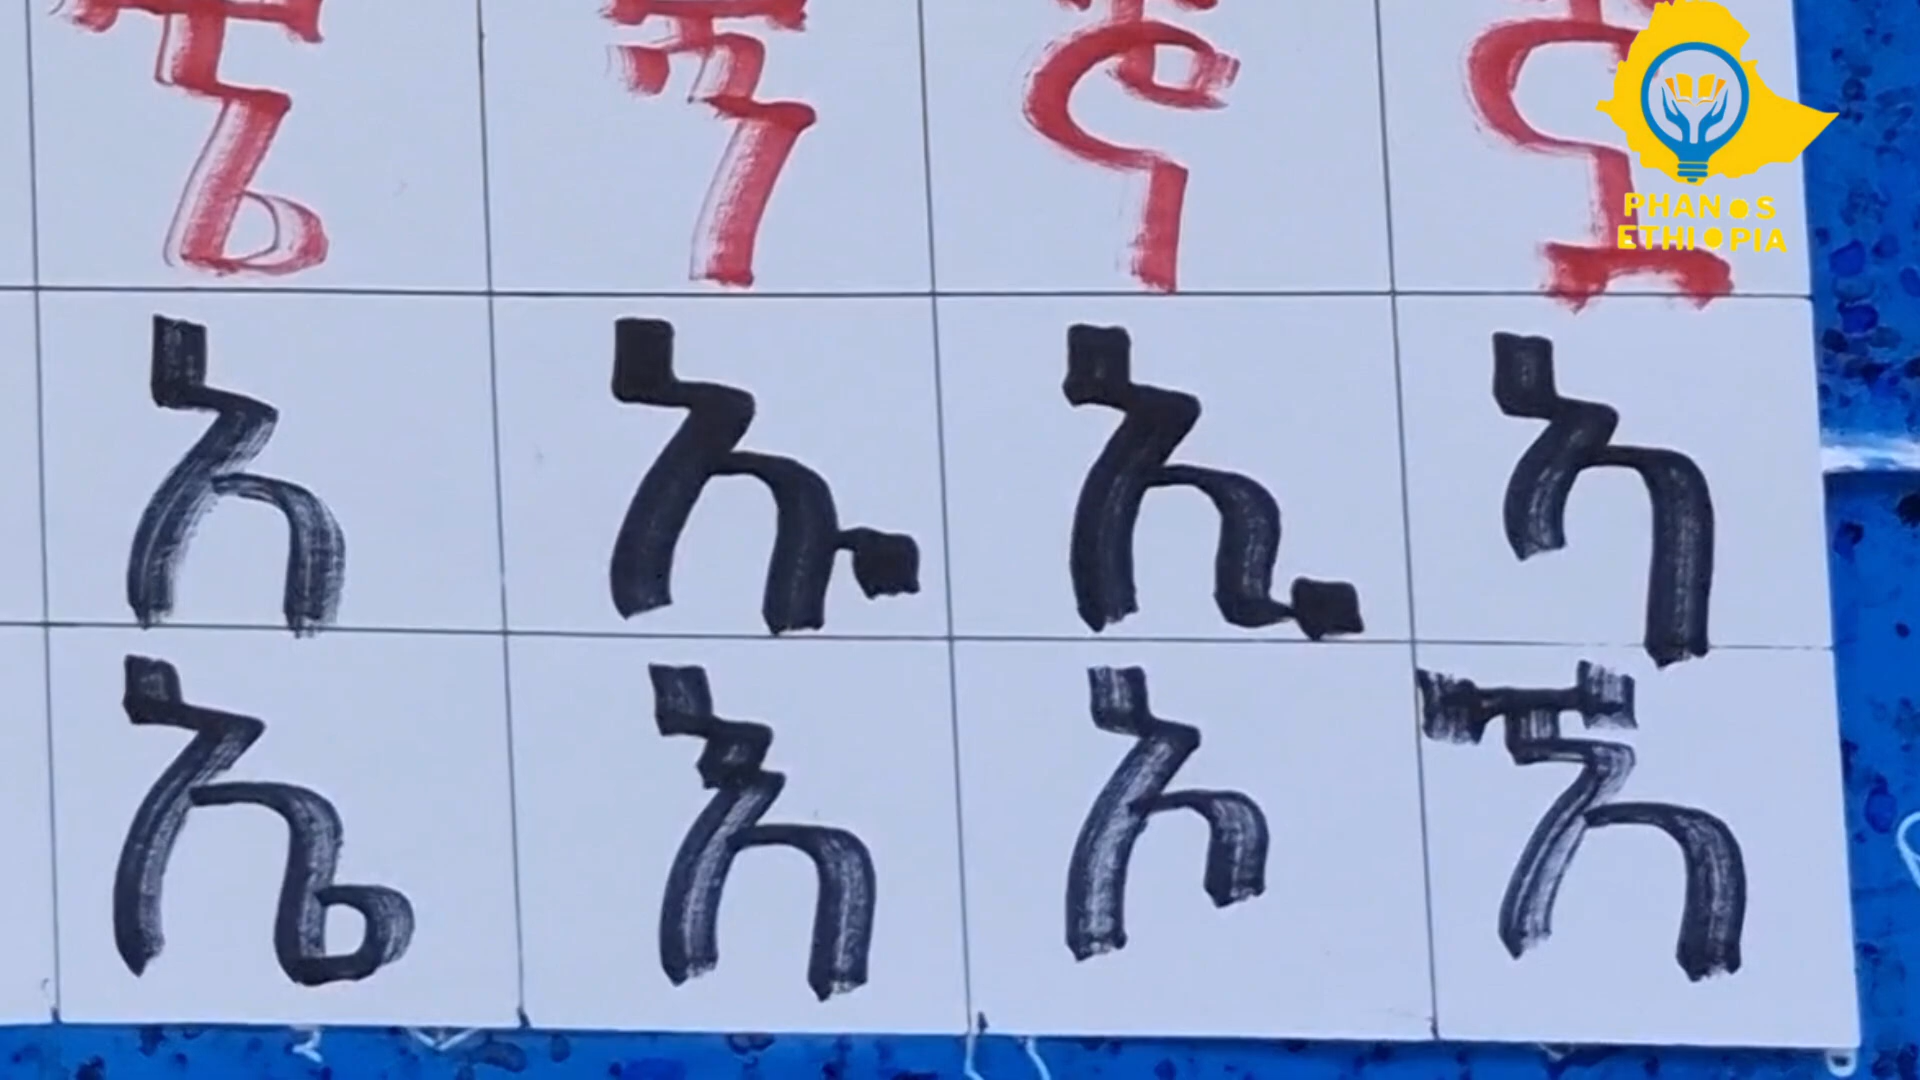 ኜ ኝ ኞ ኟ
PHANOS
ETHIOPIA
አ ኡ ኢ ኣ
ኤ እ ኦ ኧ